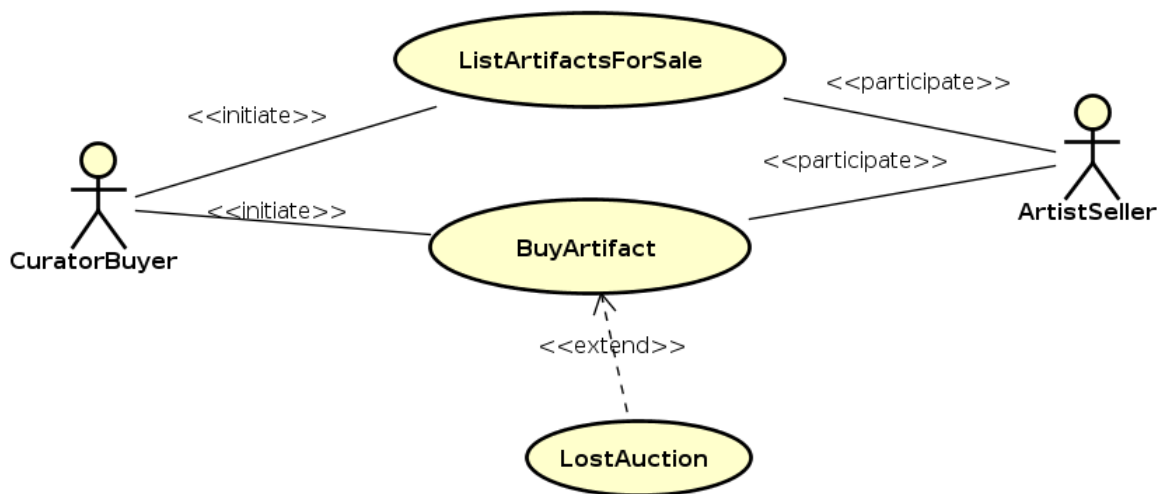 ListArtifactsForSale
<<participate>>
<<initiate>>
<<participate>>
<<initiate>>
ArtistSeller
BuyArtifact
CuratorBuyer
<<extend>>
LostAuction